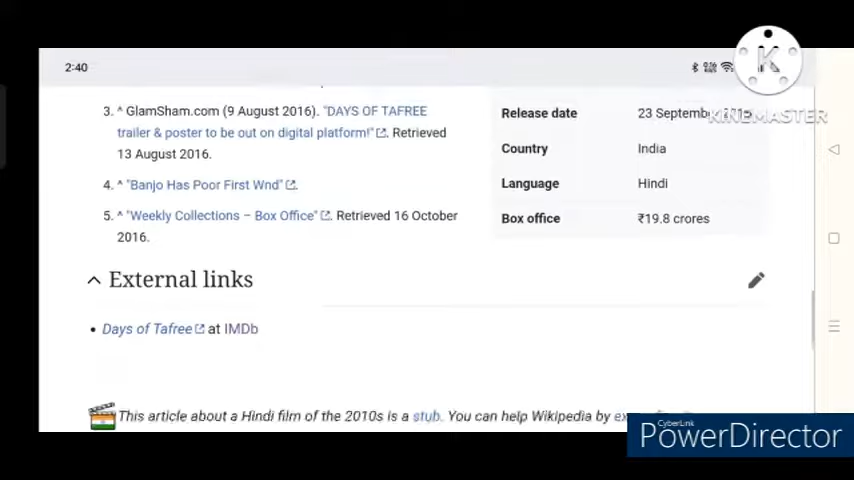 2:40
3. ^ GlamSham.com (9 August 2016). "DAYS OF TAFREE
trailer & poster to be out on digital platform!". Retrieved
13 August 2016.
4. ^ "Banjo Has Poor First Wnd".
5. ^ "Weekly Collections – Box Office". Retrieved 16 October
2016.
Release date 23 September
Country India
Language Hindi
Box office ₹19.8 crores
K
KINEMASTER
External links
• Days of Tafree at IMDb
This article about a Hindi film of the 2010s is a stub. You can help Wikipedia by
CyberLink
PowerDirector